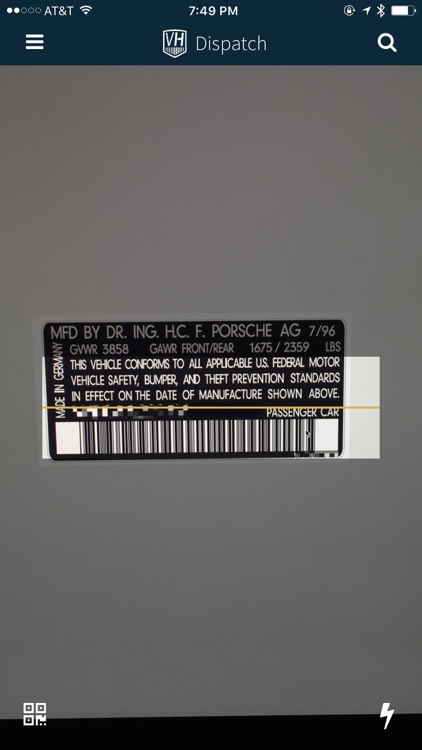 AT&T 7:49 PM
VH Dispatch
MFD BY DR. ING. H.C. F. PORSCHE AG 7/96
GVWR 3858 GAWR FRONT/REAR 1675 / 2359 LBS
THIS VEHICLE CONFORMS TO ALL APPLICABLE U.S. FEDERAL MOTOR
VEHICLE SAFETY, BUMPER, AND THEFT PREVENTION STANDARDS
IN EFFECT ON THE DATE OF MANUFACTURE SHOWN ABOVE.
PASSENGER CAR
MADE IN GERMANY